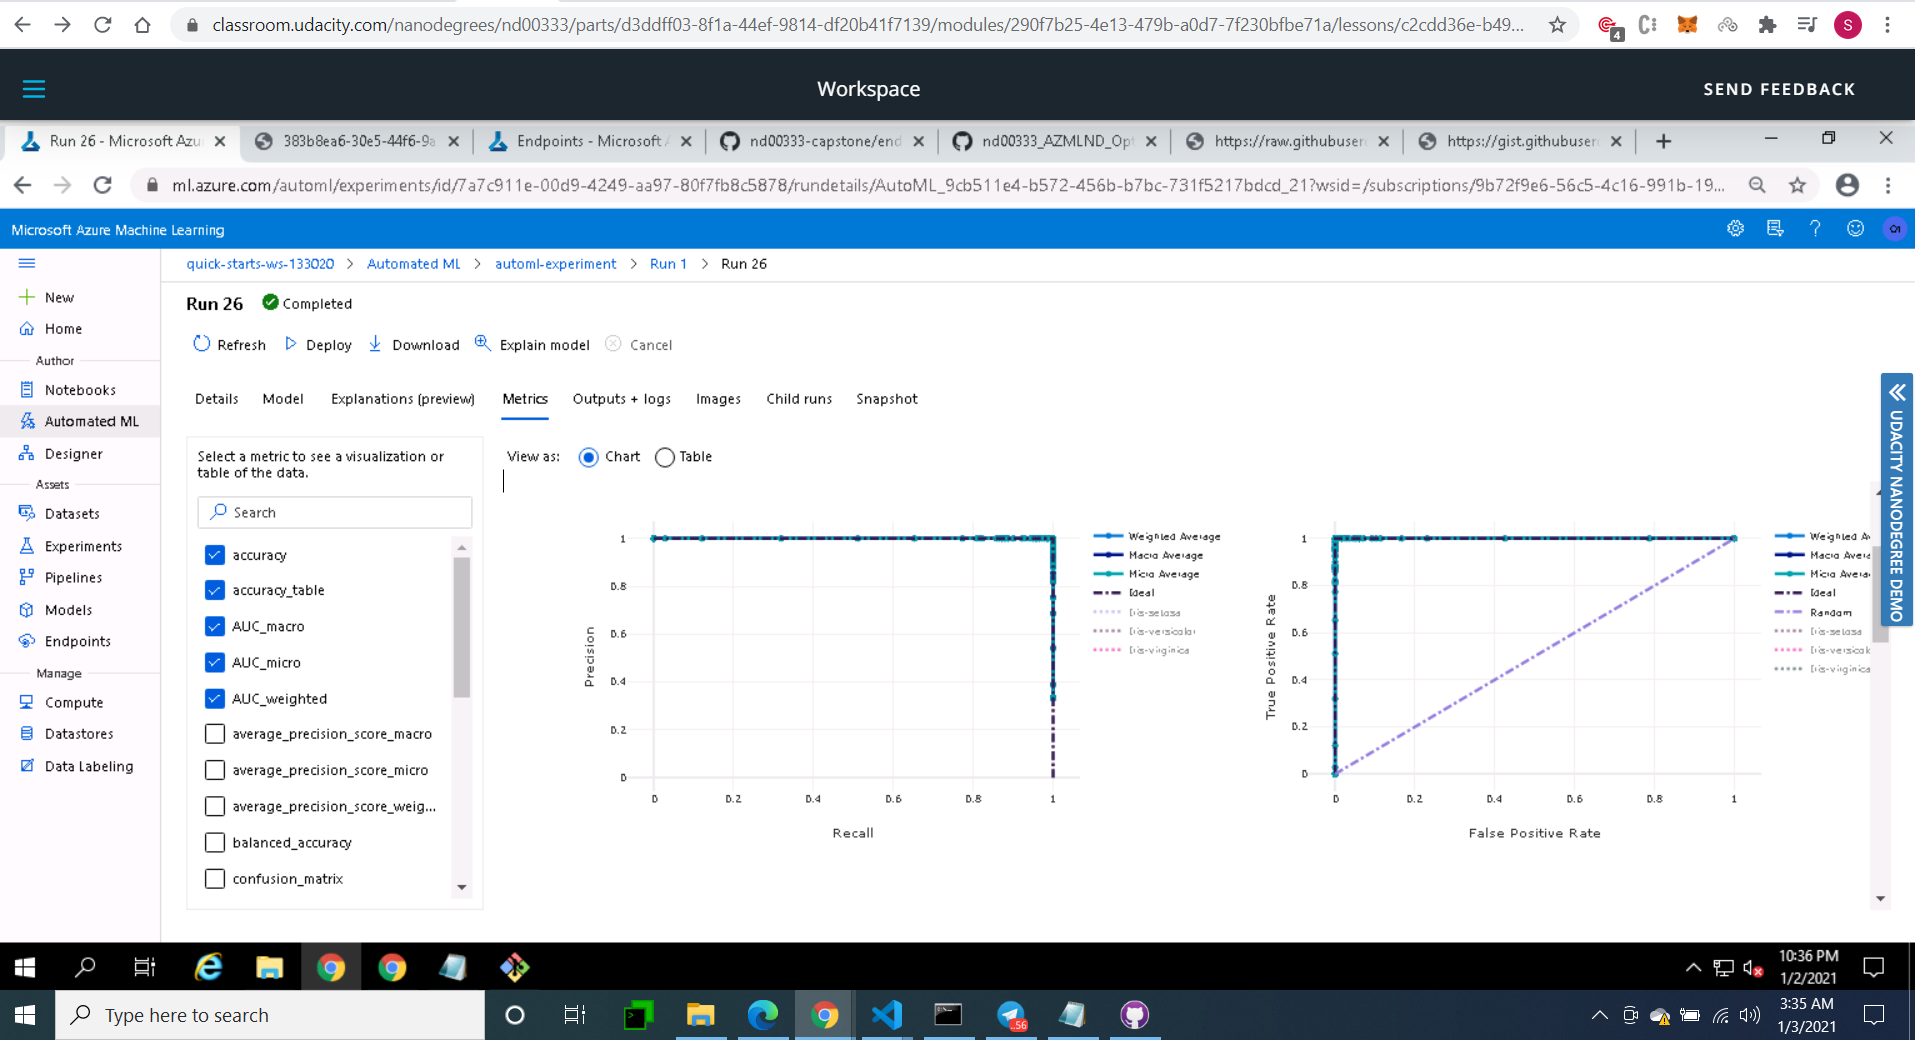 classroom.udacity.com/nanodegrees/nd00333/parts/d3ddff03-8f1a-44ef-9814-df20b41f7139/modules/290f7b25-4e13-479b-a0d7-7f230bfbe71a/lessons/c2cdd36e-b49...
4
S
Workspace
SEND FEEDBACK
Run 26 - Microsoft Azu
383b8ea6-30e5-44f6-9a
Endpoints - Microsoft A
nd00333-capstone/end
nd00333_AZMLND_Opt
https://raw.githubuser
https://gist.githubuser
ml.azure.com/automl/experiments/id/7a7c911e-00d9-4249-aa97-80f7fb8c5878/rundetails/AutoML_9cb511e4-b572-456b-b7bc-731f5217bdcd_21?wsid=/subscriptions/9b72f9e6-56c5-4c16-991b-19...
Microsoft Azure Machine Learning
quick-starts-ws-133020 > Automated ML > automl-experiment > Run 1 > Run 26
New
Home
Author
Notebooks
Automated ML
Designer
Assets
Datasets
Experiments
Pipelines
Models
Endpoints
Manage
Compute
Datastores
Data Labeling
Run 26 Completed
Refresh Deploy Download Explain model Cancel
Details Model Explanations (preview) Metrics Outputs + logs Images Child runs Snapshot
Select a metric to see a visualization or
table of the data.
Search
accuracy
accuracy_table
AUC_macro
AUC_micro
AUC_weighted
average_precision_score_macro
average_precision_score_micro
average_precision_score_weig...
balanced_accuracy
confusion_matrix
View as: Chart Table
1
0.8
0.6
0.4
0.2
0
Precision
0 0.2 0.4 0.6 0.8 1
Recall
Weighted Average
Macro Average
Micro Average
Ideal
Iris-setosa
Iris-versicolor
Iris-virginica
1
0.8
0.6
0.4
0.2
0
True Positive Rate
0 0.2 0.4 0.6 0.8 1
False Positive Rate
Weighted Av
Macro Avera
Micro Avera
Ideal
Random
Iris-setosa
Iris-versicol
Iris-virginica
UDACITY NANODEGREE DEMO
10:36 PM
1/2/2021
Type here to search
..56
3:35 AM
1/3/2021